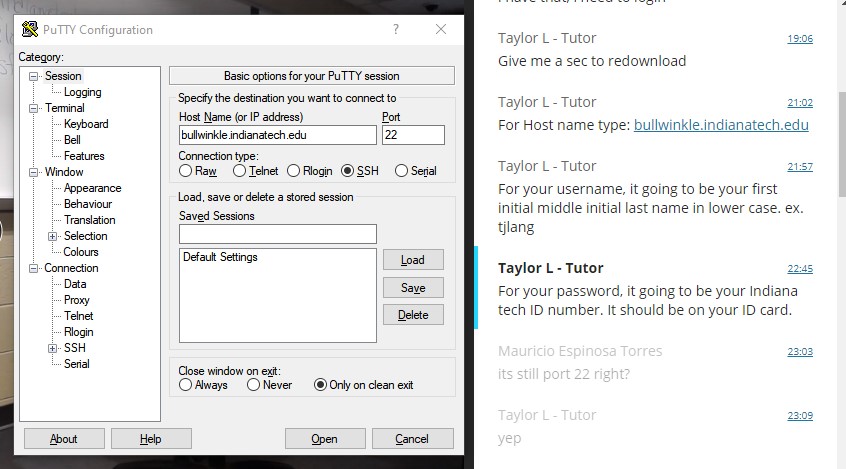 PuTTY Configuration
?
Category:
Session
Logging
Terminal
Keyboard
Bell
Features
Window
Appearance
Behaviour
Translation
Selection
Colours
Connection
Data
Proxy
Telnet
Rlogin
SSH
Serial
Basic options for your PuTTY session
Specify the destination you want to connect to
Host Name (or IP address) Port
bullwinkle.indianatech.edu 22
Connection type:
Raw Telnet Rlogin SSH Serial
Load, save or delete a stored session
Saved Sessions
Default Settings
Load
Save
Delete
Close window on exit:
Always Never Only on clean exit
About Help Open Cancel
Taylor L - Tutor 19:06
Give me a sec to redownload
Taylor L - Tutor 21:02
For Host name type: bullwinkle.indianatech.edu
Taylor L - Tutor 21:57
For your username, it going to be your first
initial middle initial last name in lower case. ex.
tjlang
Taylor L - Tutor 22:45
For your password, it going to be your Indiana
tech ID number. It should be on your ID card.
Mauricio Espinosa Torres 23:03
its still port 22 right?
Taylor L - Tutor 23:09
yep